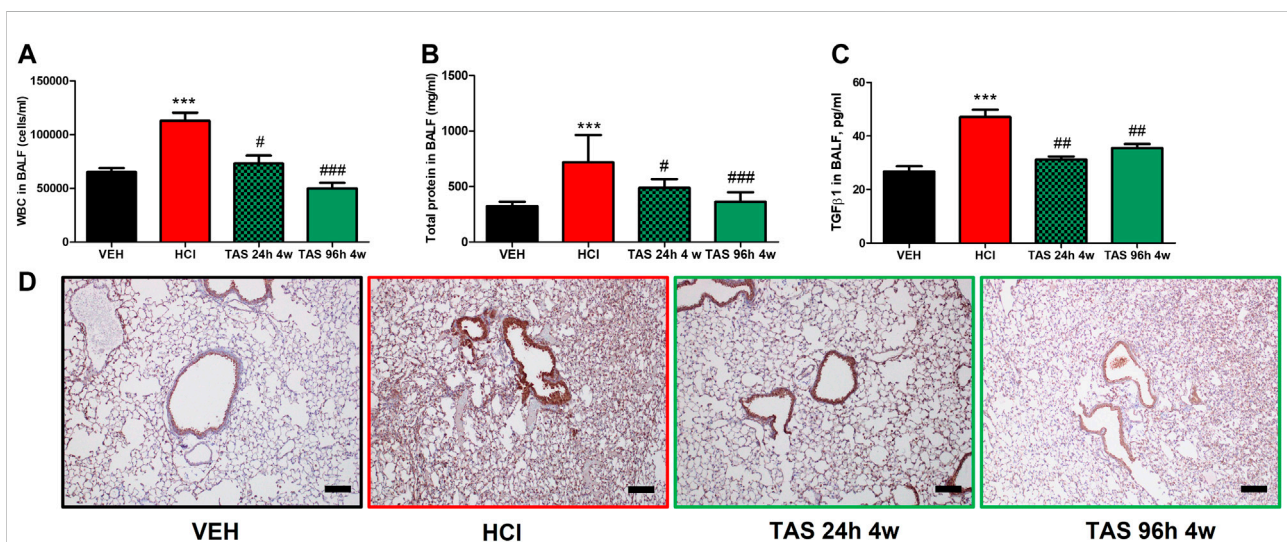 A
WBC in BALF (cells/ml)
150000
100000
50000
0
***
#
###
VEH
HCl
TAS 24h 4w
TAS 96h 4w
B
Total protein in BALF (mg/ml)
1500
1000
500
0
***
#
###
VEH
HCl
TAS 24h 4w
TAS 96h 4w
C
TGFβ1 in BALF, pg/ml
60
40
20
0
***
##
##
VEH
HCl
TAS 24h 4w
TAS 96h 4w
D
VEH
HCl
TAS 24h 4w
TAS 96h 4w